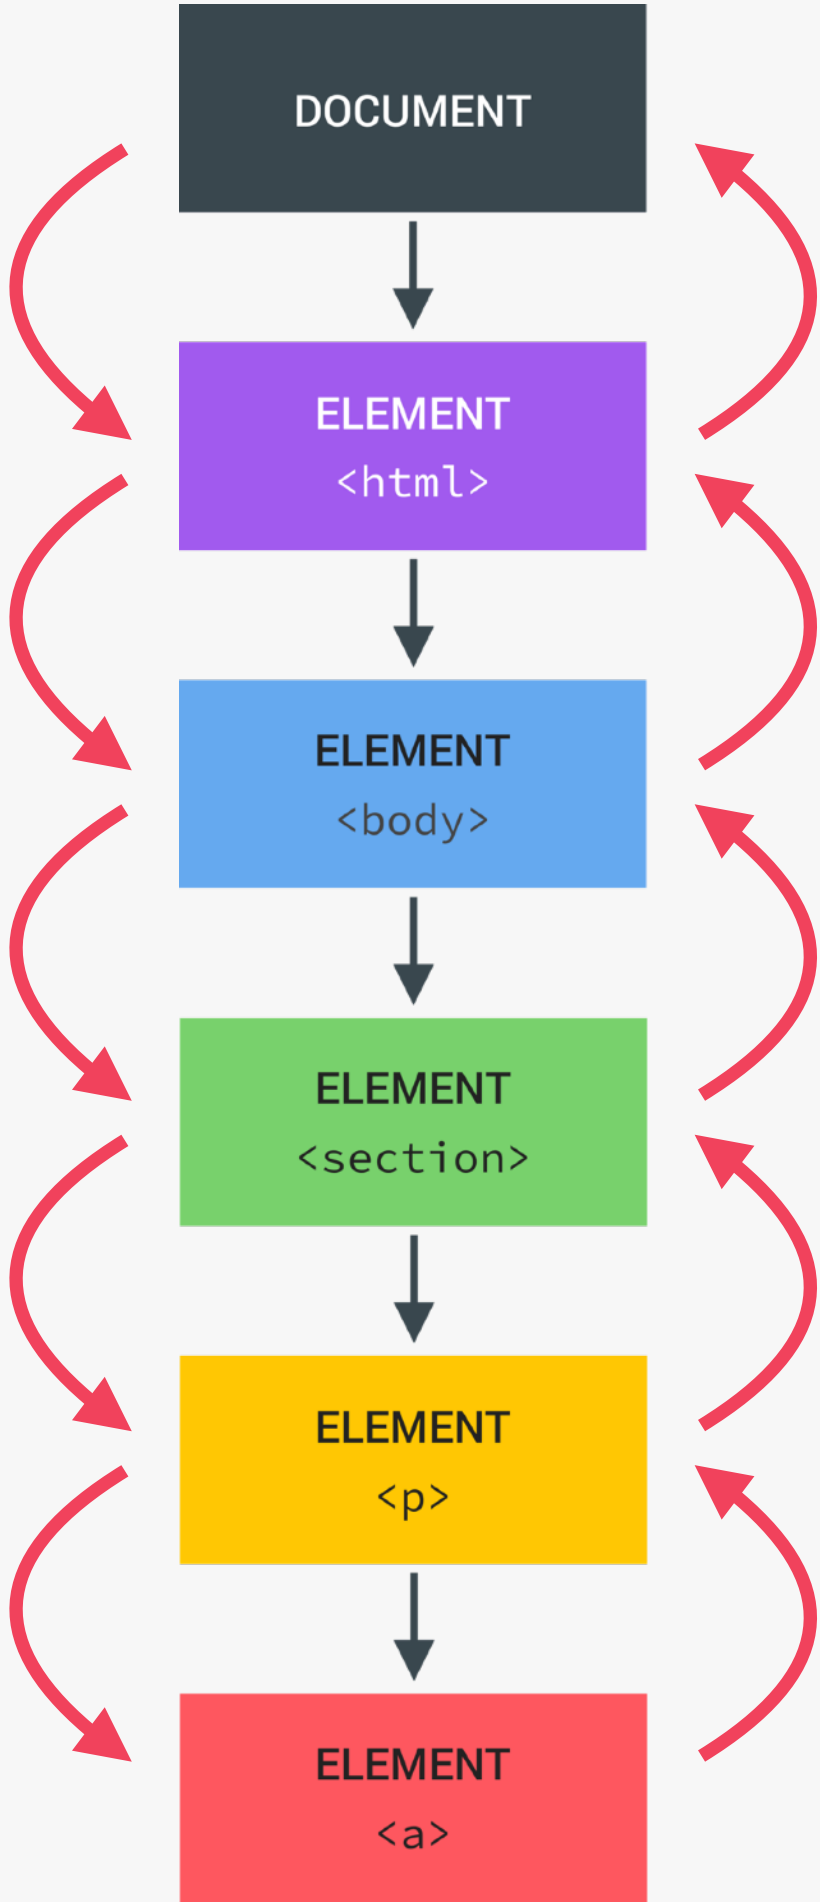 DOCUMENT
ELEMENT
<html>
ELEMENT
<body>
ELEMENT
<section>
ELEMENT
<p>
ELEMENT
<a>